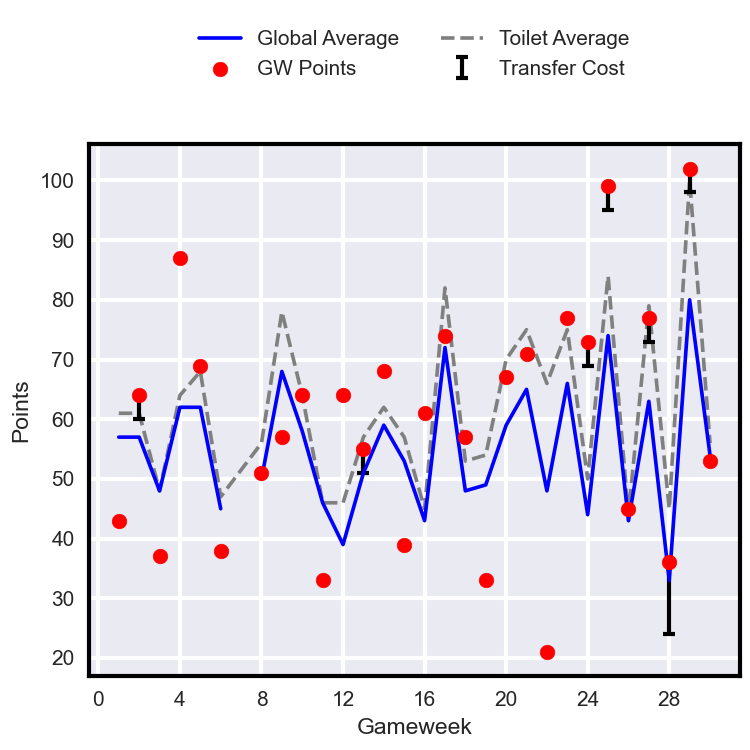 Global Average
Toilet Average
GW Points
Transfer Cost
100
90
80
70
60
50
40
30
20
Points
0 4 8 12 16 20 24 28
Gameweek